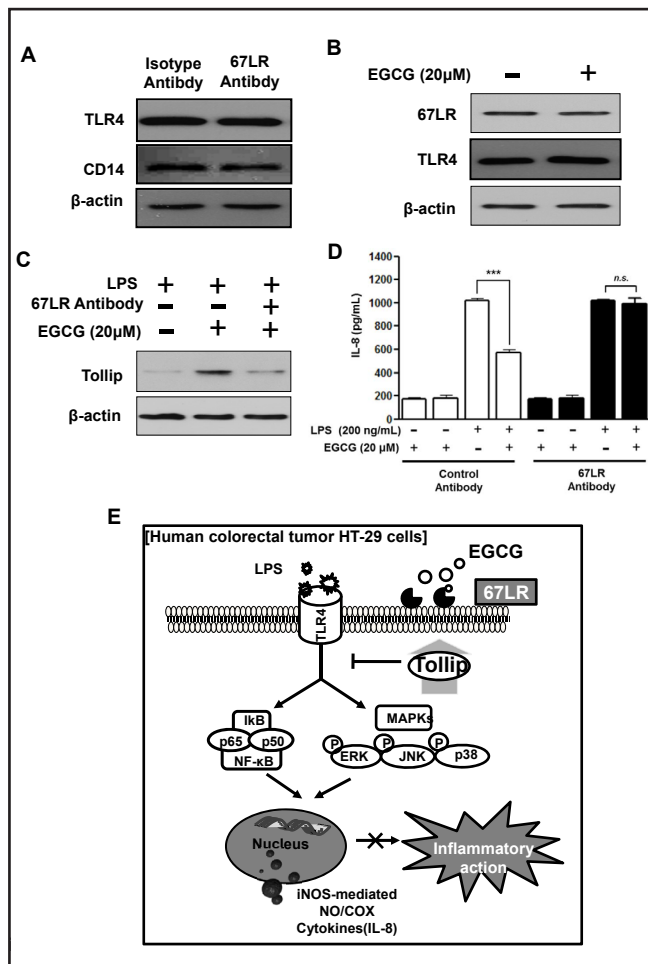 A
Isotype 67LR
Antibdy Antibdy
TLR4
CD14
β-actin
B
EGCG (20μM) - +
67LR
TLR4
β-actin
C
LPS + + +
67LR Antibody - - +
EGCG (20μM) - + +
Tollip
β-actin
D
IL-8 (pg/mL)
1400
1200
1000
800
600
400
200
0
***
n.s.
LPS (200 ng/mL) - - + + - - + +
EGCG (20 μM) + + - + + + - +
Control
Antibody
67LR
Antibody
E
[Human colorectal tumor HT-29 cells]
LPS
EGCG
67LR
TLR4
Tollip
IkB
p65 p50
NF-κB
MAPKs
P P P
ERK JNK p38
Nucleus
Inflammatory
action
iNOS-mediated
NO/COX
Cytokines(IL-8)